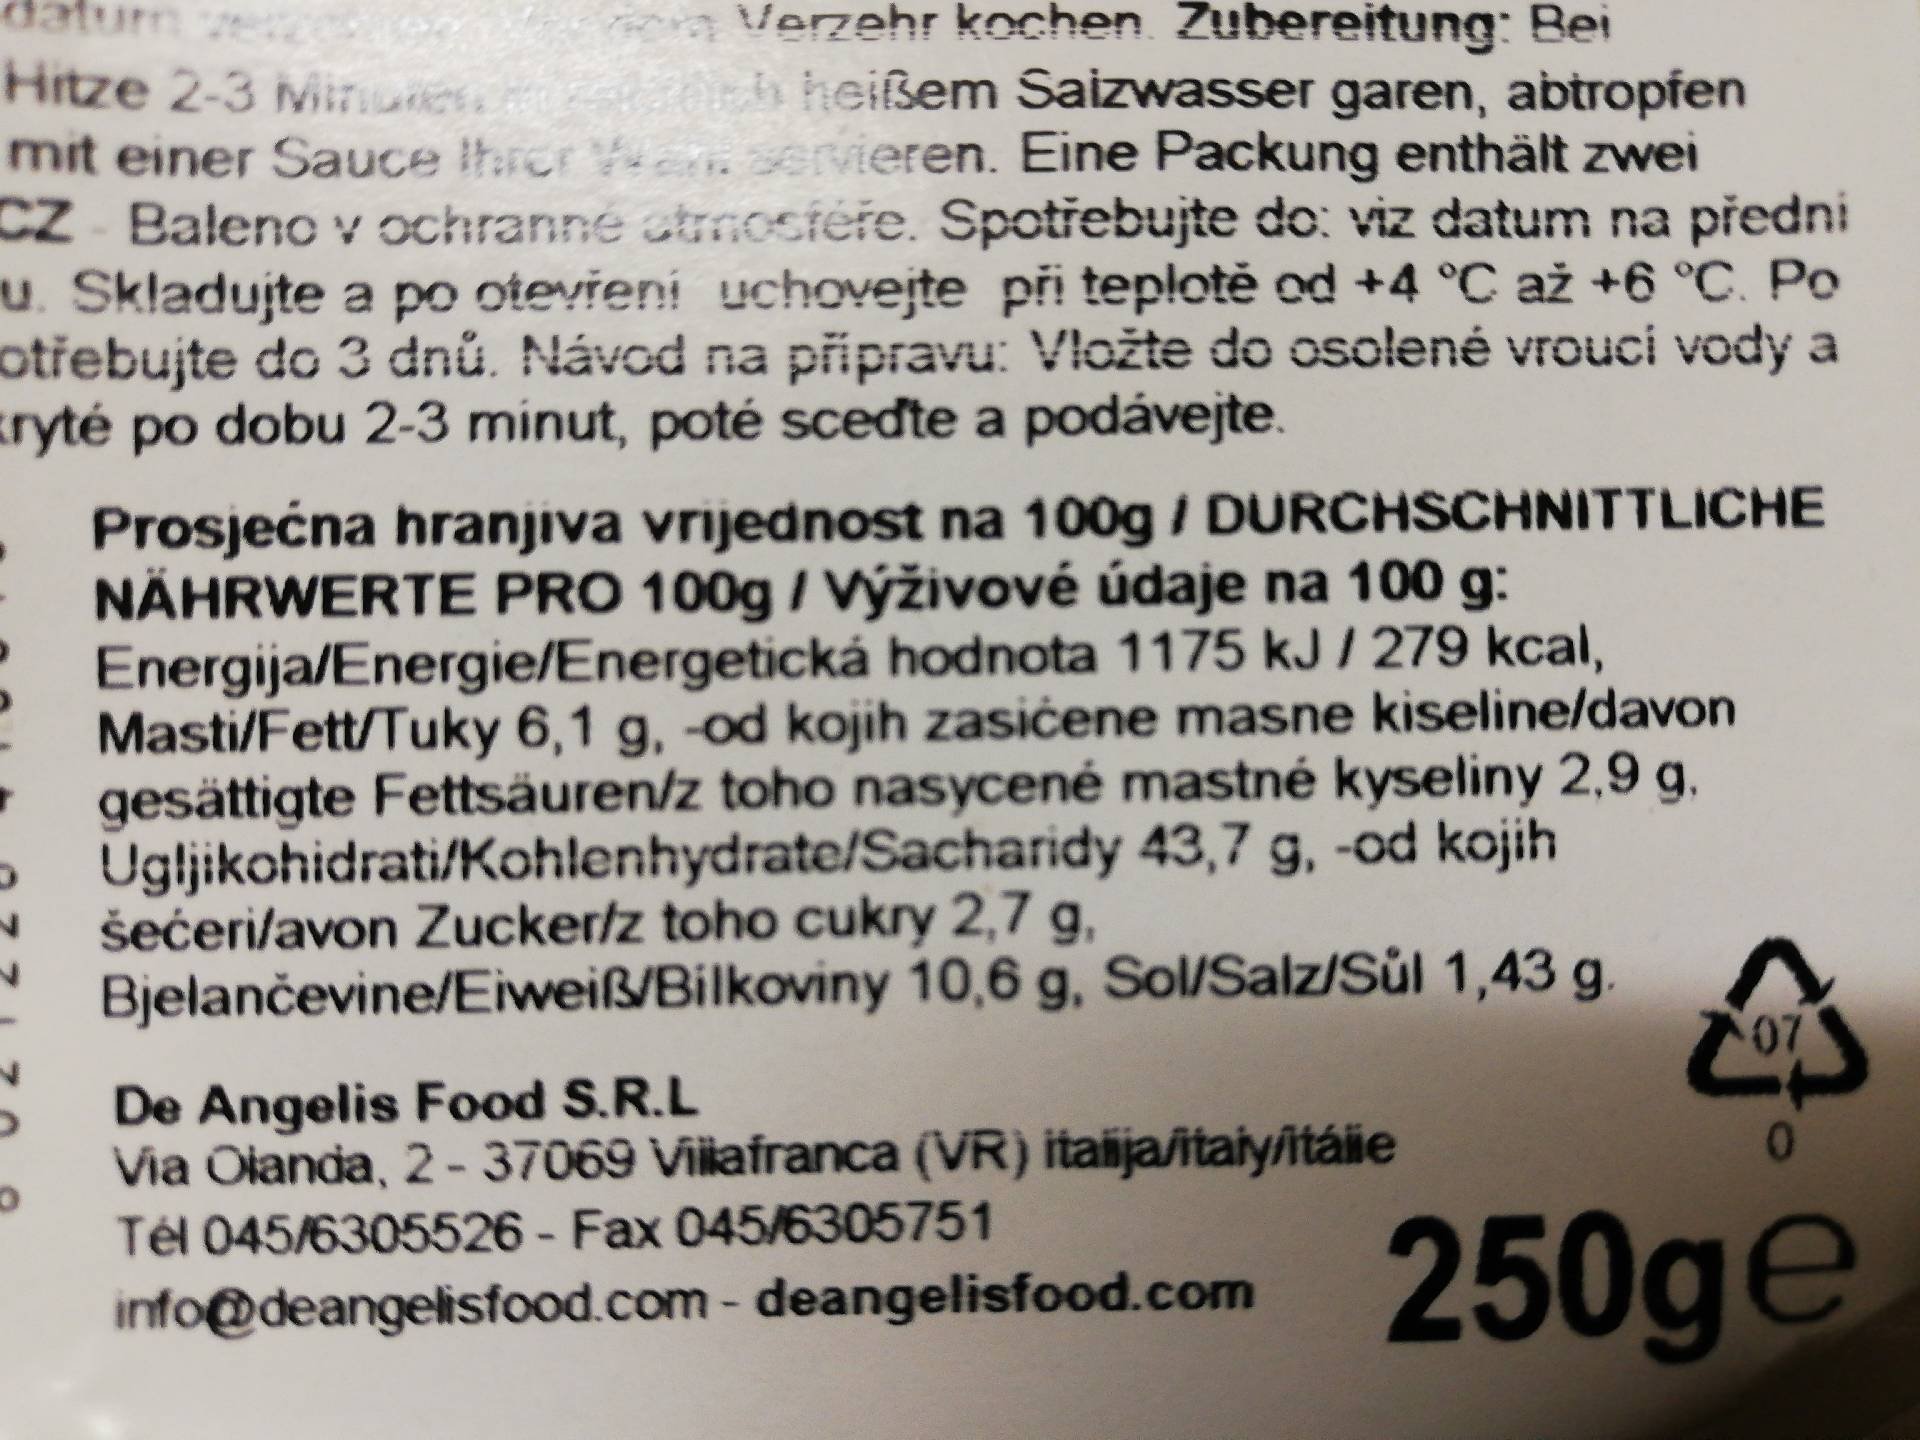 datum Verzehr kochen. Zubereitung: Bei
Hitze 2-3 Minuten heißem Salzwasser garen, abtropfen
mit einer Sauce Ihrer Wahl servieren. Eine Packung enthält zwei
CZ - Baleno v ochranné atmosféře. Spotřebujte do: viz datum na přední
u. Skladujte a po otevření uchovejte při teplotě od +4 °C až +6 °C. Po
otřebujte do 3 dnů. Návod na přípravu: Vložte do osolené vroucí vody a
kryté po dobu 2-3 minut, poté sceďte a podávejte.
Prosječna hranjiva vrijednost na 100g / DURCHSCHNITTLICHE
NÄHRWERTE PRO 100g / Výživové údaje na 100 g:
Energija/Energie/Energetická hodnota 1175 kJ / 279 kcal,
Masti/Fett/Tuky 6,1 g, -od kojih zasićene masne kiseline/davon
gesättigte Fettsäuren/z toho nasycené mastné kyseliny 2,9 g,
Ugljikohidrati/Kohlenhydrate/Sacharidy 43,7 g, -od kojih
šećeri/avon Zucker/z toho cukry 2,7 g,
Bjelančevine/Eiweiß/Bílkoviny 10,6 g, Sol/Salz/Sůl 1,43 g.
07
0
De Angelis Food S.R.L
Via Olanda, 2 - 37069 Villafranca (VR) italija/italy/itálie
Tél 045/6305526 - Fax 045/6305751
info@deangelisfood.com - deangelisfood.com
250g e